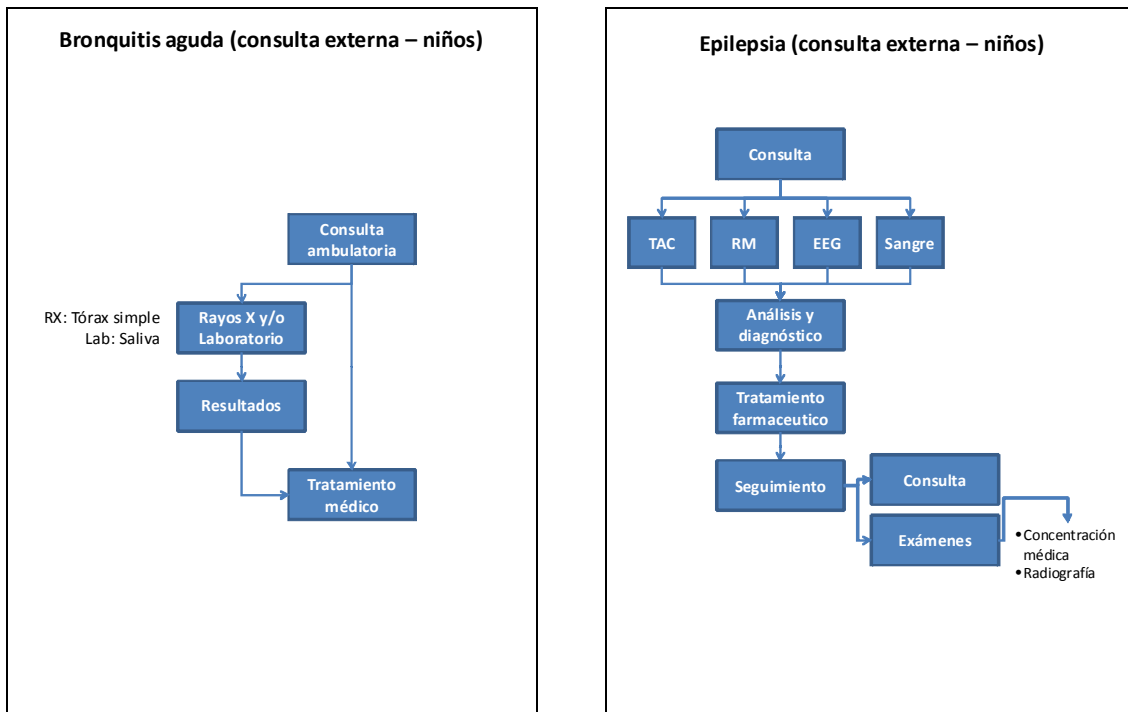 Bronquitis aguda (consulta externa – niños)
Consulta
ambulatoria
RX: Tórax simple
Lab: Saliva
Rayos X y/o
Laboratorio
Resultados
Tratamiento
médico
Epilepsia (consulta externa – niños)
Consulta
TAC
RM
EEG
Sangre
Análisis y
diagnóstico
Tratamiento
farmaceutico
Seguimiento
Consulta
Exámenes
•Concentración
médica
•Radiografía